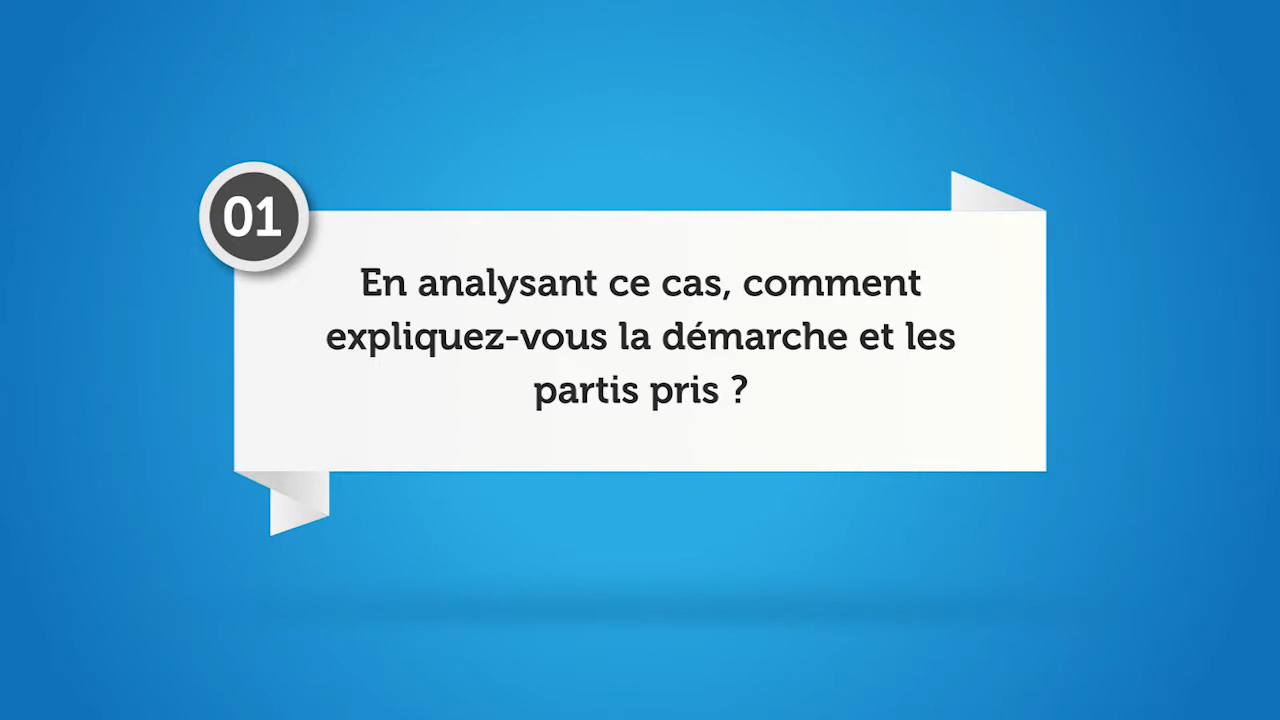 01
En analysant ce cas, comment
expliquez-vous la démarche et les
partis pris ?